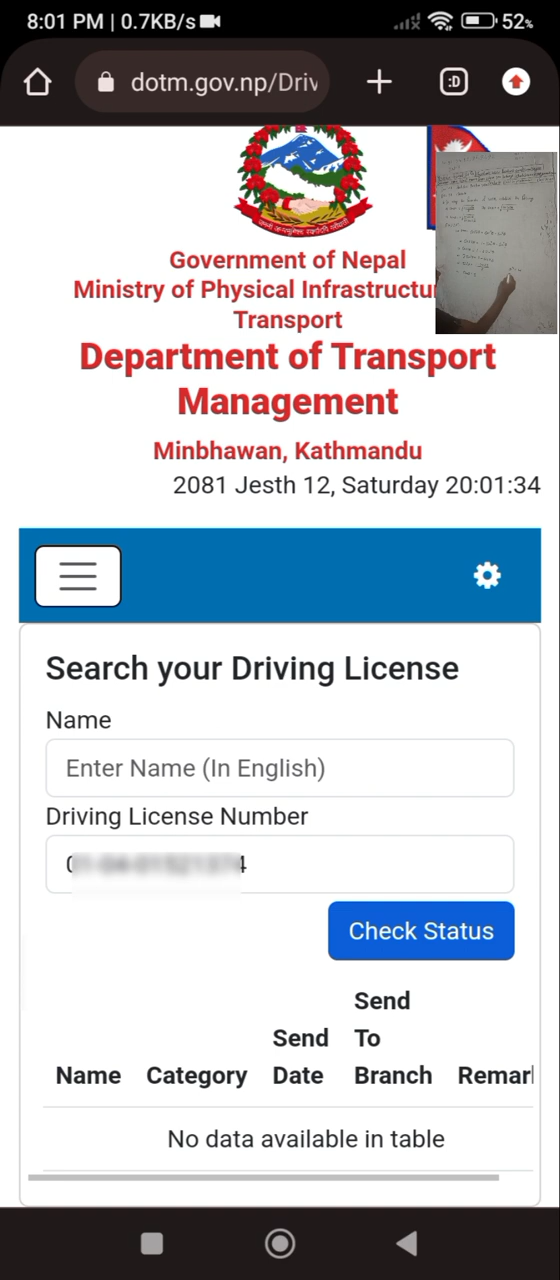 8:01 PM | 0.7KB/s
52%
dotm.gov.np/Driv
:D
Government of Nepal
Ministry of Physical Infrastructu
Transport
Department of Transport
Management
Minbhawan, Kathmandu
2081 Jesth 12, Saturday 20:01:34
Search your Driving License
Name
Enter Name (In English)
Driving License Number
Check Status
Name Category Send Date Send To Branch Remar
No data available in table